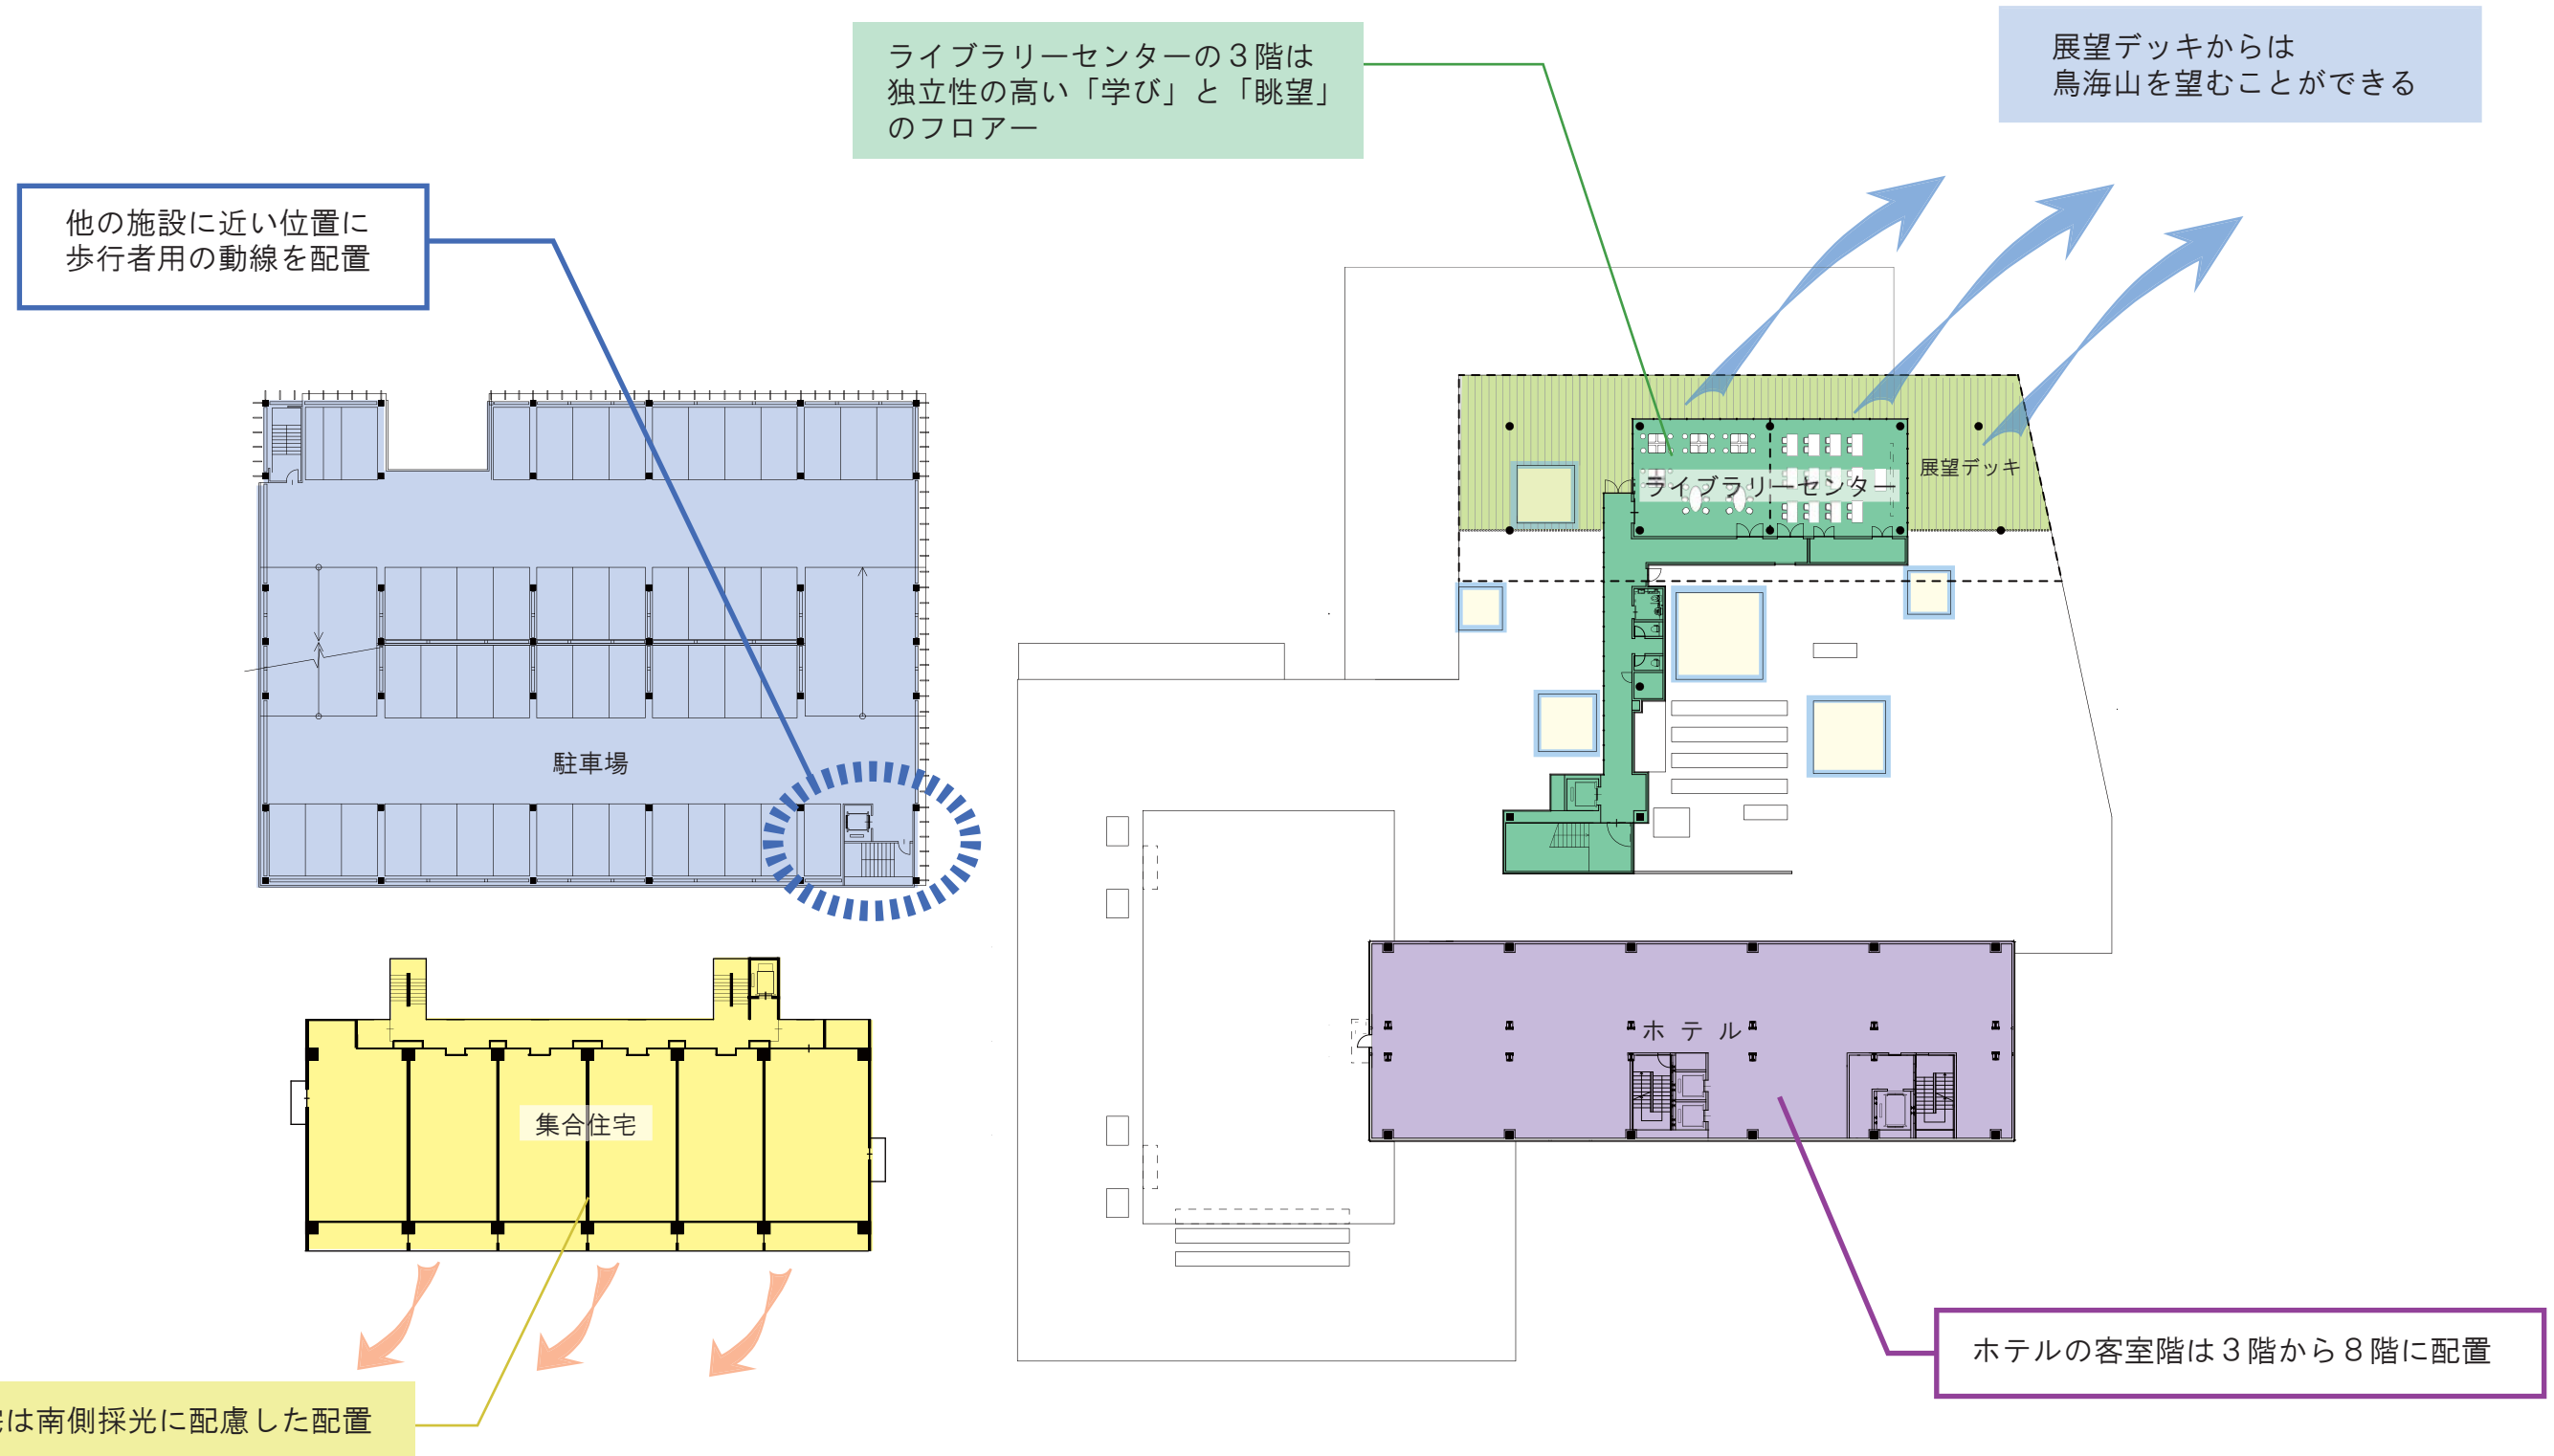 ライブラリーセンターの３階は
独立性の高い「学び」と「眺望」
のフロアー
展望デッキからは
鳥海山を望むことができる
他の施設に近い位置に
歩行者用の動線を配置
展望デッキ
ライブラリーセンター
駐車場
ホテル
集合住宅
ホテルの客室階は３階から８階に配置
は南側採光に配慮した配置